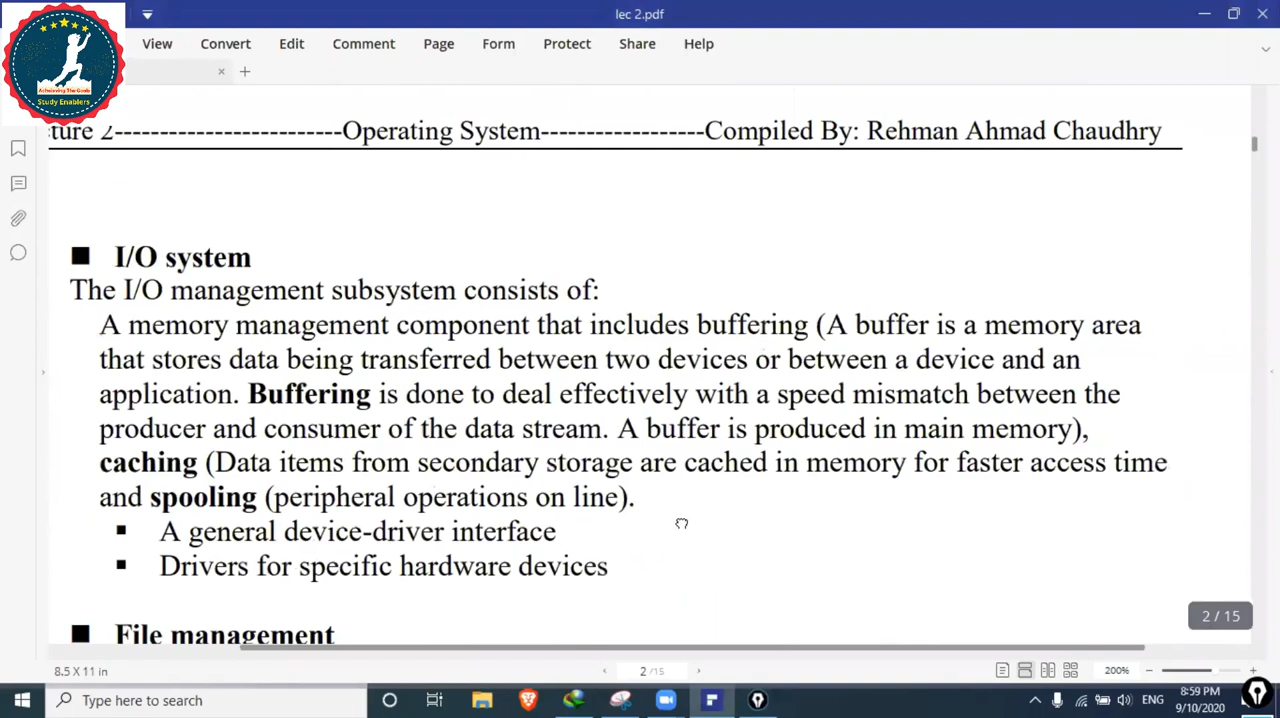 lec 2.pdf
View Convert Edit Comment Page Form Protect Share Help
Acheieving The Goals
Study Enablers
ture 2-------------------------Operating System------------------Compiled By: Rehman Ahmad Chaudhry
I/O system
The I/O management subsystem consists of:
A memory management component that includes buffering (A buffer is a memory area
that stores data being transferred between two devices or between a device and an
application. Buffering is done to deal effectively with a speed mismatch between the
producer and consumer of the data stream. A buffer is produced in main memory),
caching (Data items from secondary storage are cached in memory for faster access time
and spooling (peripheral operations on line).
A general device-driver interface
Drivers for specific hardware devices
2 / 15
File management
8.5 X 11 in 2 /15 200%
Type here to search
ENG
8:59 PM
9/10/2020